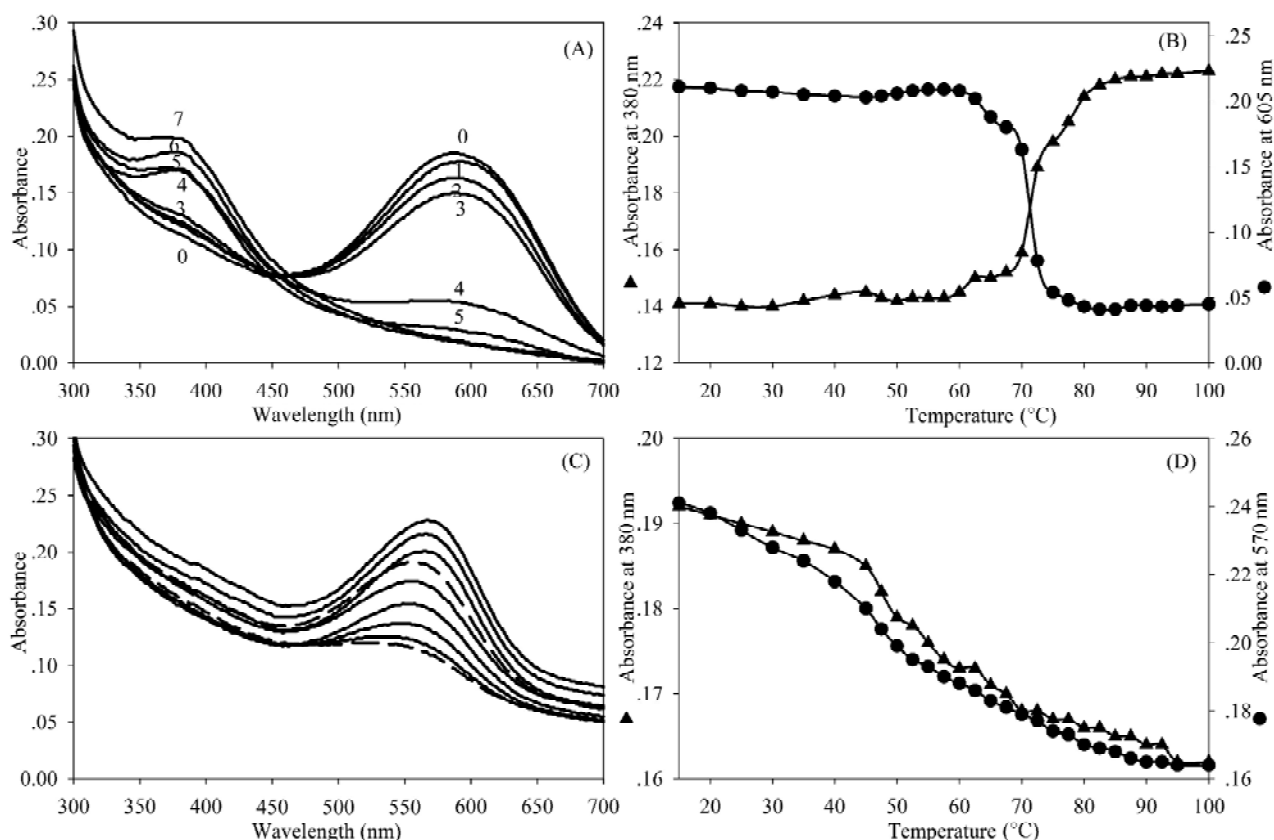 (A)
.30
.25
.20
.15
.10
.05
0.00
Absorbance
7
6
5
4
3
0
0
1
2
3
4
5
300 350 400 450 500 550 600 650 700
Wavelength (nm)
(B)
.24
.22
.20
.18
.16
.14
.12
Absorbance at 380 nm
.25
.20
.15
.10
.05
0.00
Absorbance at 605 nm
20 30 40 50 60 70 80 90 100
Temperature (°C)
(C)
.30
.25
.20
.15
.10
.05
0.00
Absorbance
300 350 400 450 500 550 600 650 700
Wavelength (nm)
(D)
.20
.19
.18
.17
.16
Absorbance at 380 nm
.26
.24
.22
.20
.18
.16
Absorbance at 570 nm
20 30 40 50 60 70 80 90 100
Temperature (°C)